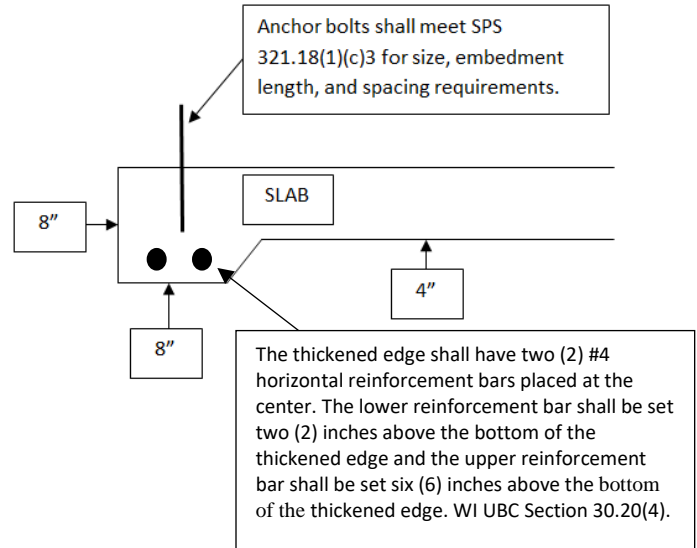 Anchor bolts shall meet SPS
321.18(1)(c)3 for size, embedment
length, and spacing requirements.
SLAB
8”
4”
8”
The thickened edge shall have two (2) #4
horizontal reinforcement bars placed at the
center. The lower reinforcement bar shall be set
two (2) inches above the bottom of the
thickened edge and the upper reinforcement
bar shall be set six (6) inches above the bottom
of the thickened edge. WI UBC Section 30.20(4).